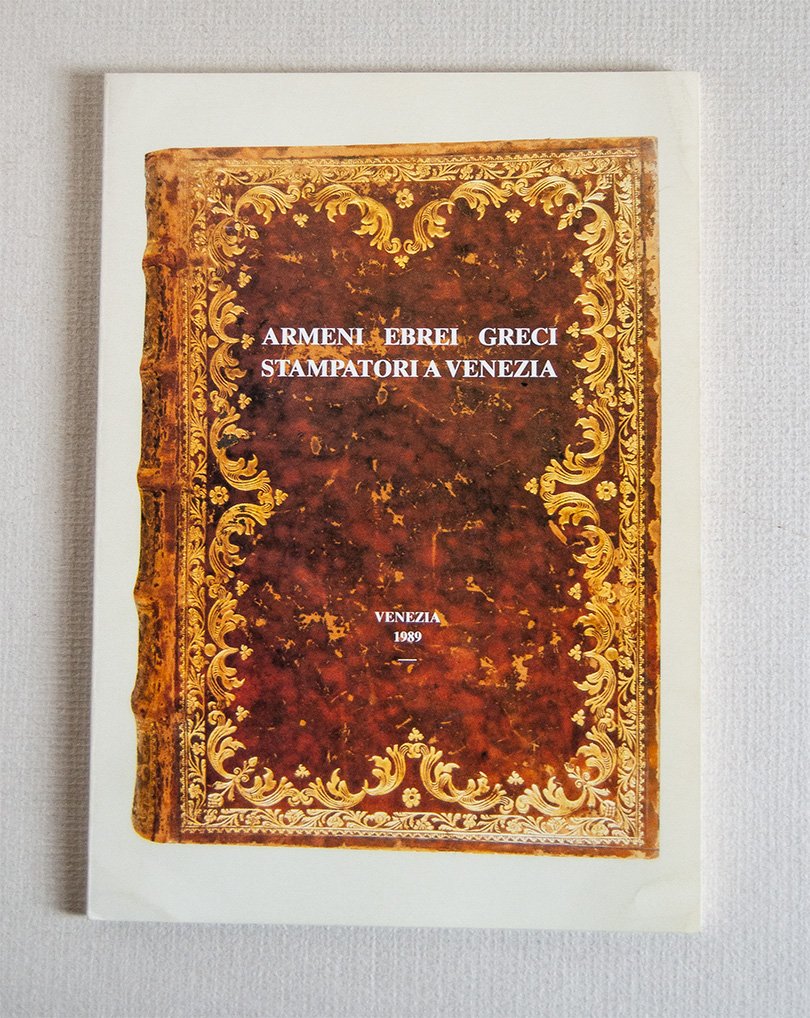 ARMENI EBREI GRECI
STAMPATORI A VENEZIA
VENEZIA
1989